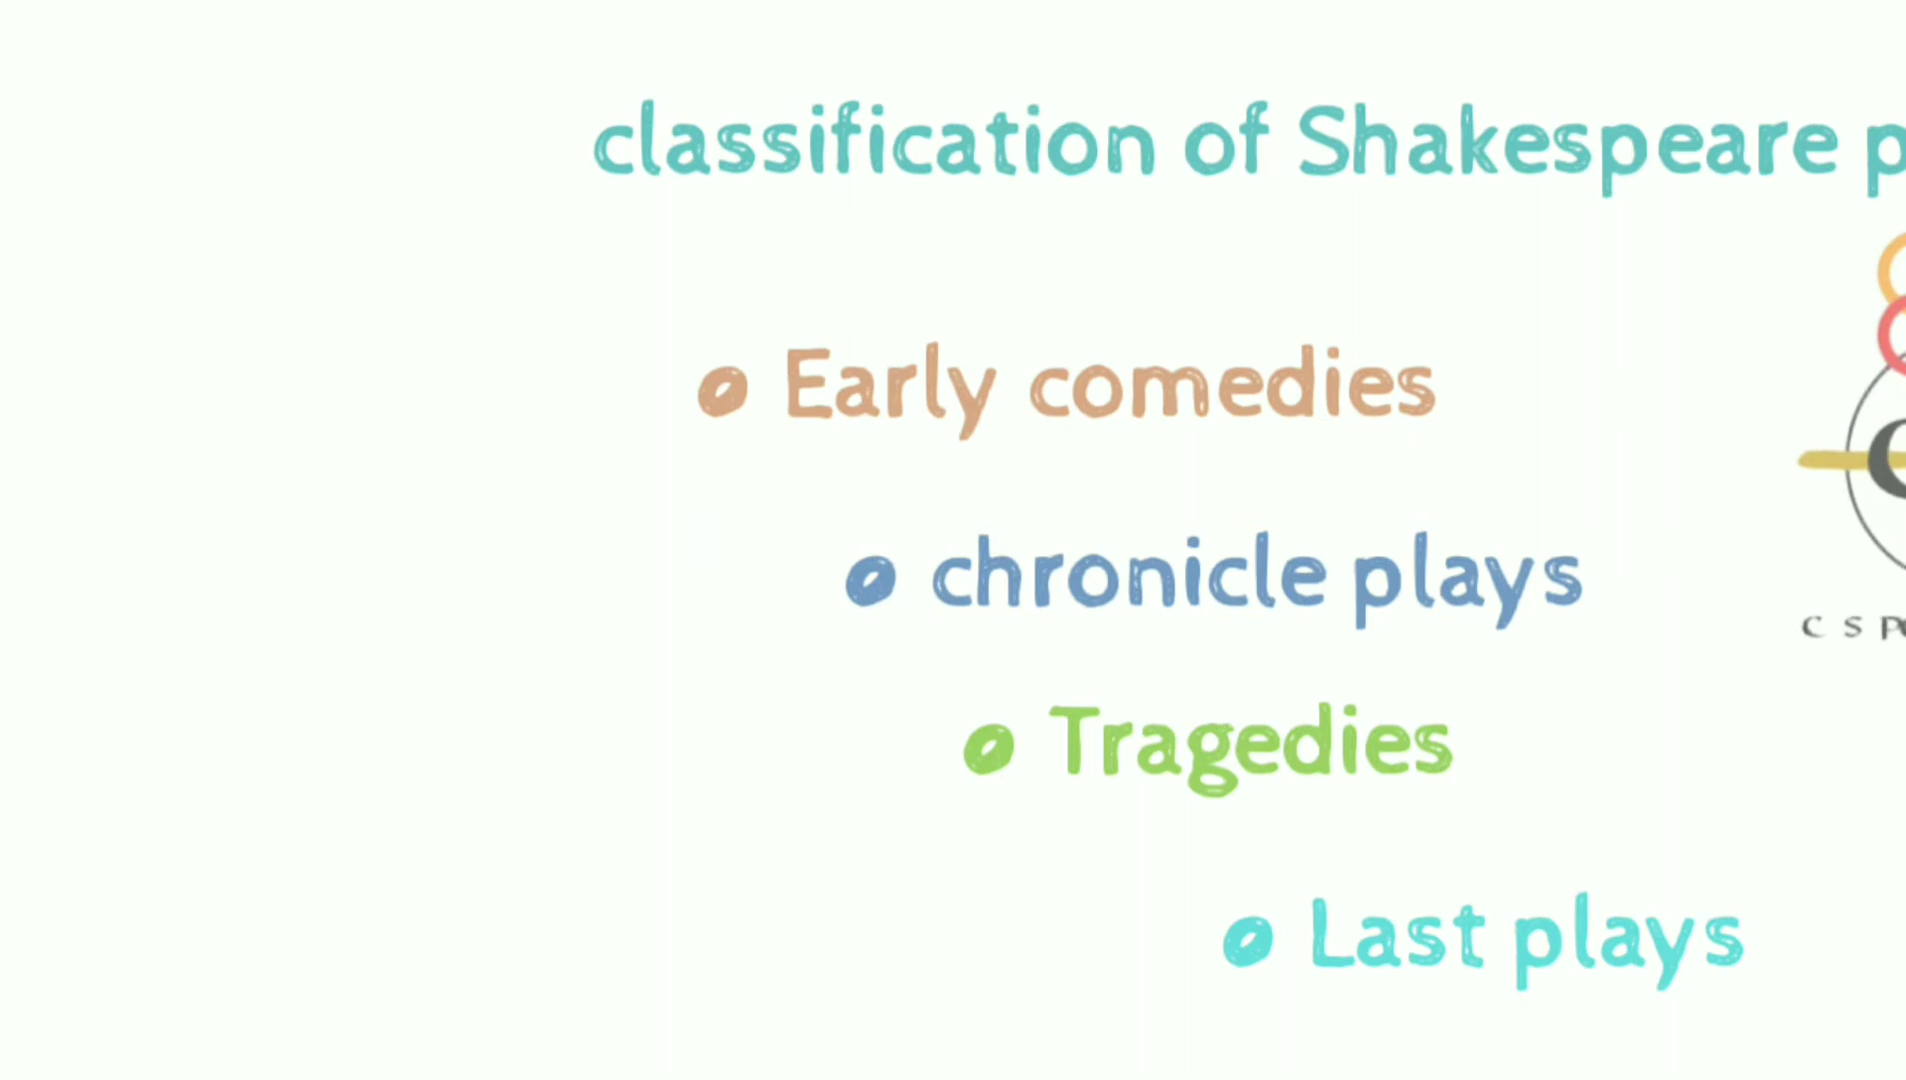 classification of Shakespeare p
• Early comedies
• chronicle plays
• Tragedies
• Last plays
C S P